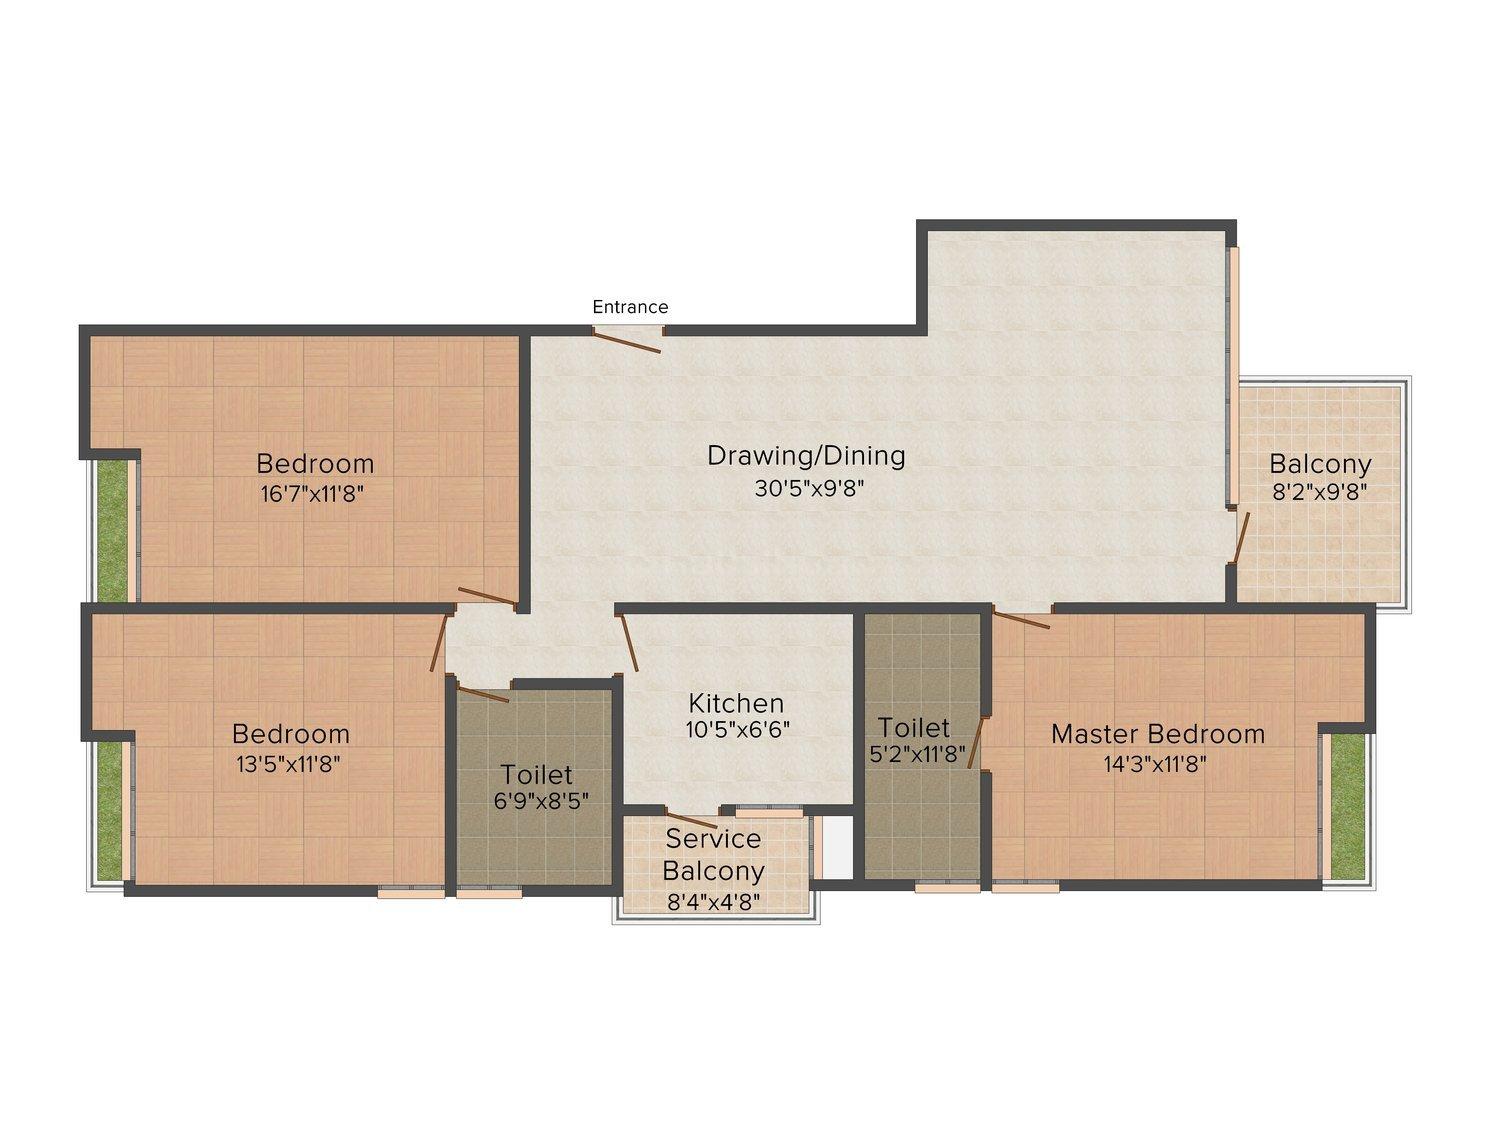 Entrance
Bedroom
16'7"x11'8"
Drawing/Dining
30'5"x9'8"
Balcony
8'2"x9'8"
Bedroom
13'5"x11'8"
Toilet
6'9"x8'5"
Kitchen
10'5"x6'6"
Service
Balcony
8'4"x4'8"
Toilet
5'2"x11'8"
Master Bedroom
14'3"x11'8"